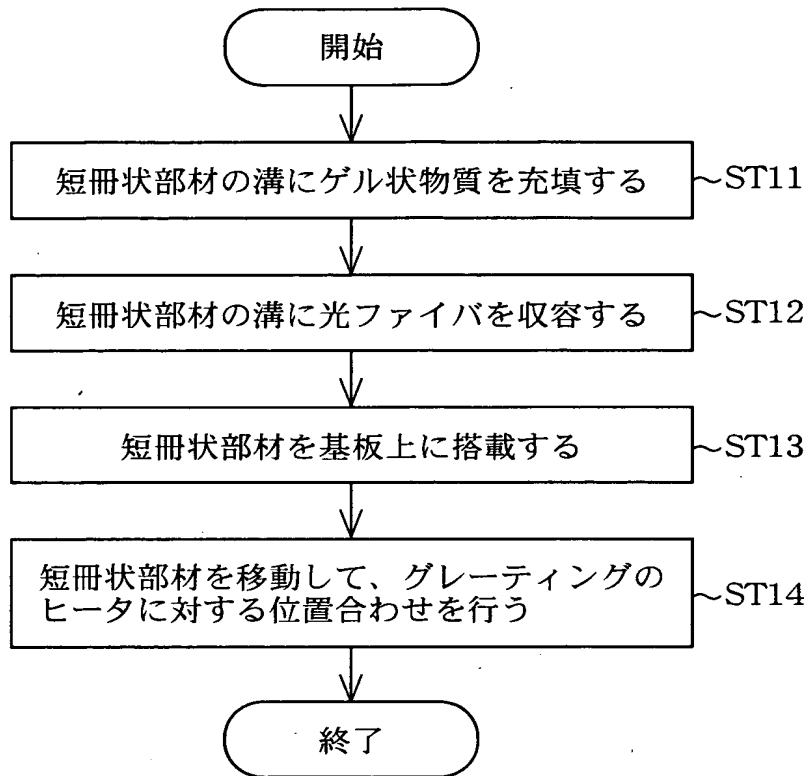 開始
短冊状部材の溝にゲル状物質を充填する
~ST11
短冊状部材の溝に光ファイバを収容する
~ST12
短冊状部材を基板上に搭載する
~ST13
短冊状部材を移動して、グレーティングの
ヒータに対する位置合わせを行う
~ST14
終了